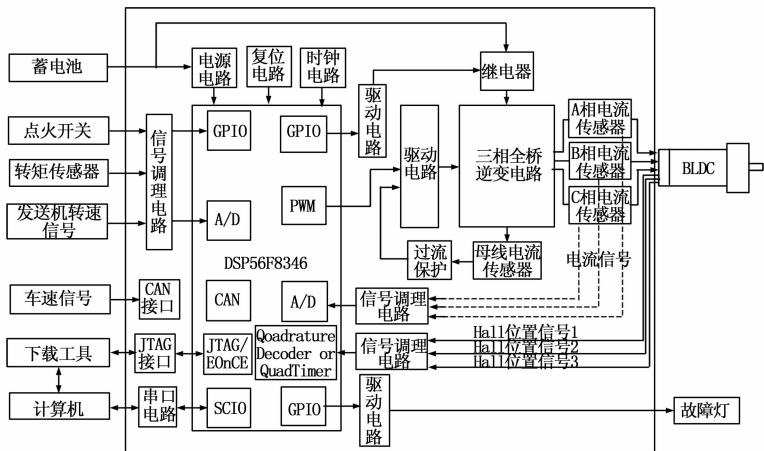 蓄电池
点火开关
转矩传感器
发送机转速
信号
车速信号
下载工具
计算机
信号调理电路
CAN
接口
JTAG
接口
串口
电路
电源
电路
复位
电路
时钟
电路
GPIO
GPIO
A/D
PWM
DSP56F8346
CAN
A/D
JTAG/
EOnCE
Qoadrature
Decoder or
QuadTimer
SCIO
GPIO
驱动电路
驱动电路
继电器
三相全桥
逆变电路
A相电流
传感器
B相电流
传感器
C相电流
传感器
BLDC
过流
保护
母线电流
传感器
电流信号
信号调理
电路
信号调理
电路
Hall位置信号1
Hall位置信号2
Hall位置信号3
驱动电路
故障灯